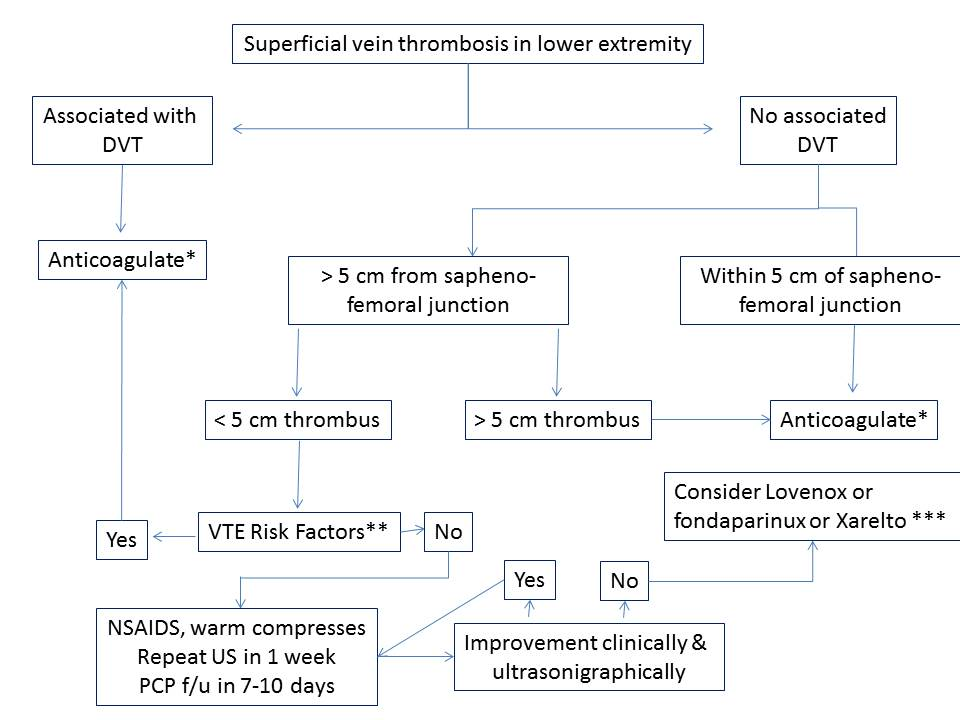 Superficial vein thrombosis in lower extremity
Associated with
DVT
No associated
DVT
Anticoagulate*
> 5 cm from sapheno-
femoral junction
Within 5 cm of sapheno-
femoral junction
< 5 cm thrombus
> 5 cm thrombus
Anticoagulate*
Consider Lovenox or
fondaparinux or Xarelto ***
Yes
VTE Risk Factors**
No
Yes
No
NSAIDS, warm compresses
Repeat US in 1 week
PCP f/u in 7-10 days
Improvement clinically &
ultrasonigraphically